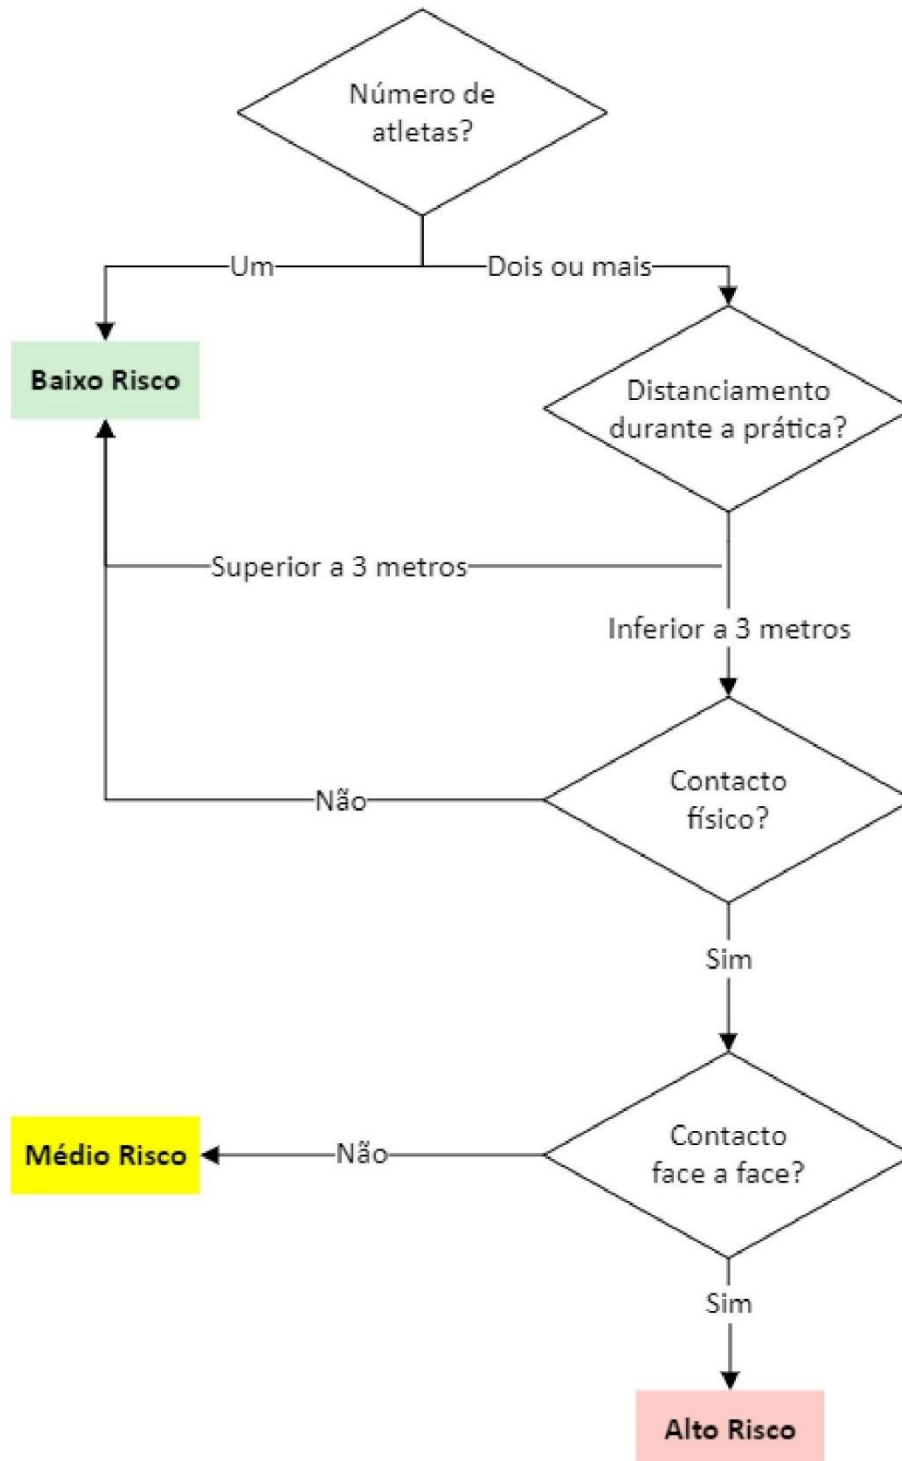 Número de
atletas?
Um
Dois ou mais
Baixo Risco
Distanciamento
durante a prática?
Superior a 3 metros
Inferior a 3 metros
Contacto
físico?
Não
Sim
Contacto
face a face?
Médio Risco
Não
Sim
Alto Risco